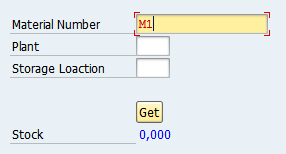 Material Number M1
Plant
Storage Loaction
Get
Stock 0,000